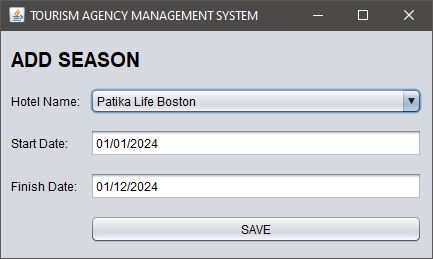 TOURISM AGENCY MANAGEMENT SYSTEM
ADD SEASON
Hotel Name: Patika Life Boston
Start Date: 01/01/2024
Finish Date: 01/12/2024
SAVE